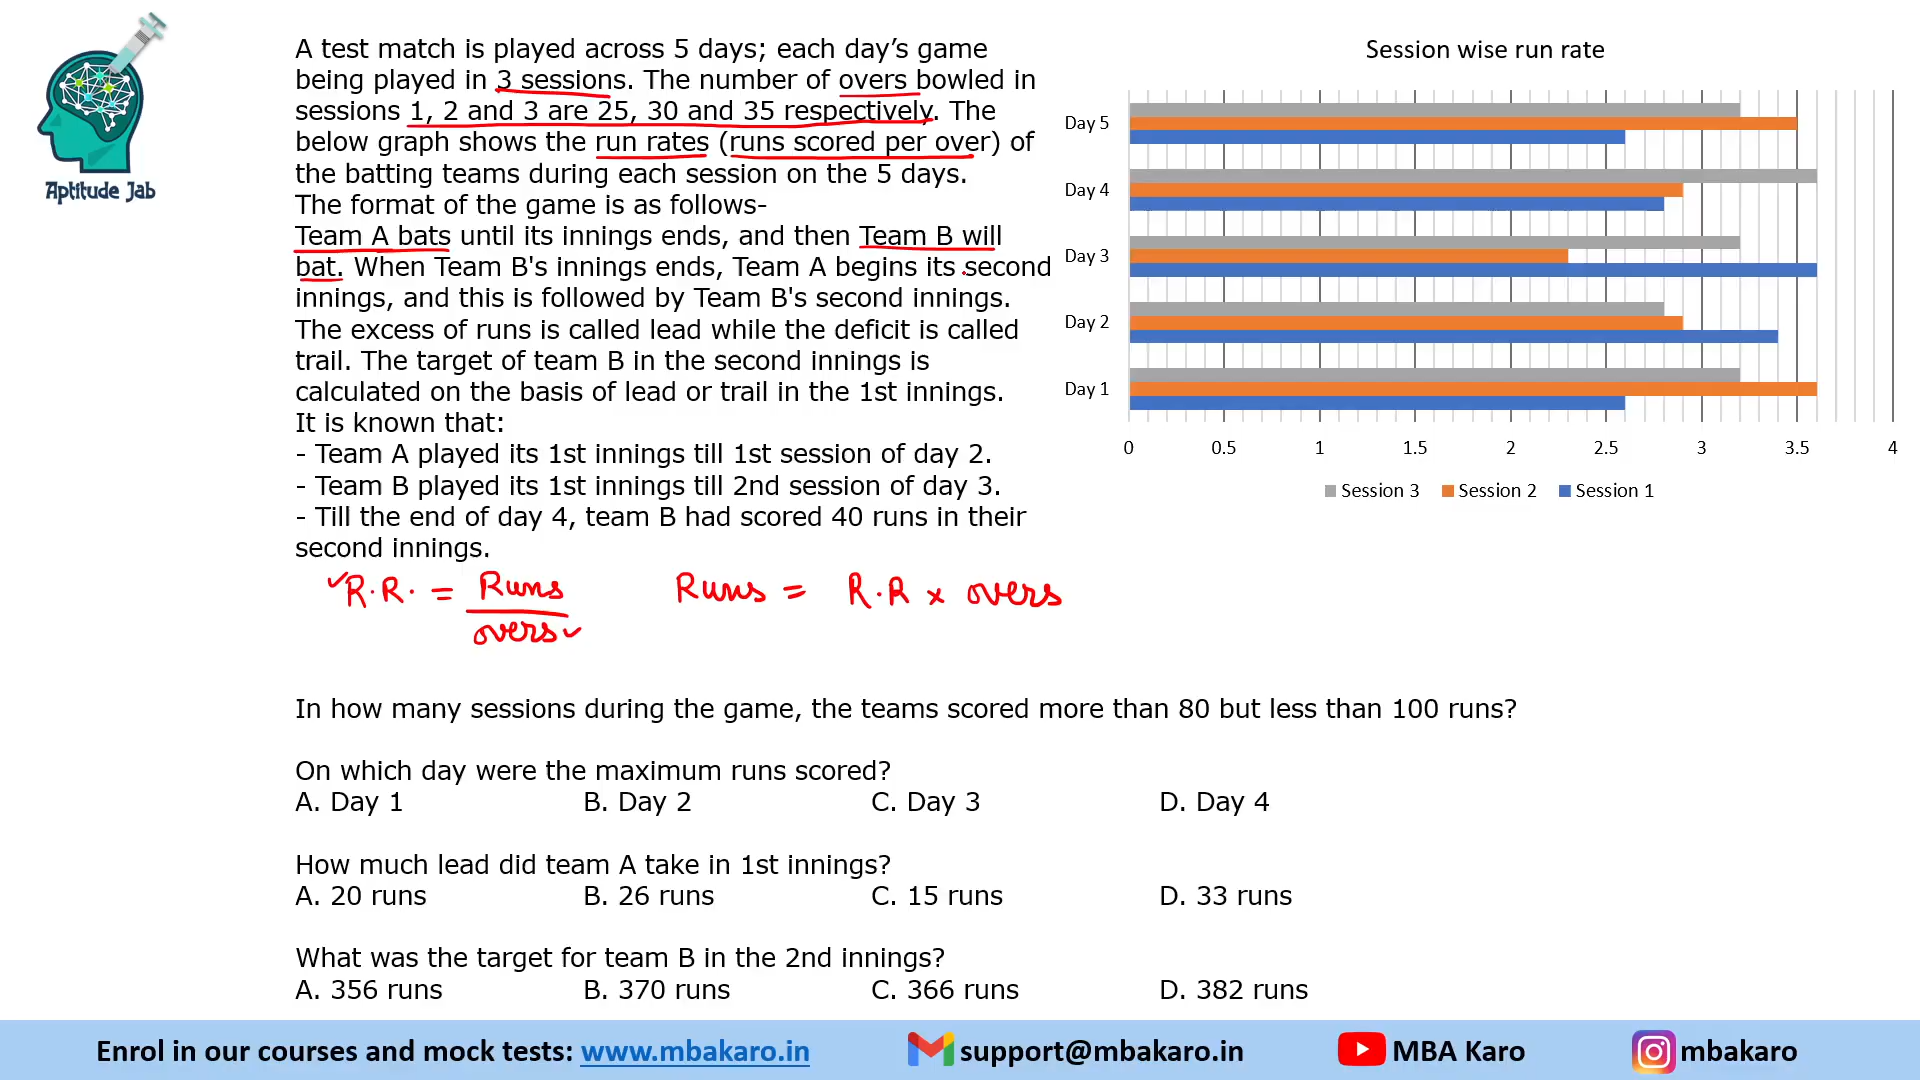 Aptitude Jab
A test match is played across 5 days; each day’s game
being played in 3 sessions. The number of overs bowled in
sessions 1, 2 and 3 are 25, 30 and 35 respectively. The
below graph shows the run rates (runs scored per over) of
the batting teams during each session on the 5 days.
The format of the game is as follows-
Team A bats until its innings ends, and then Team B will
bat. When Team B's innings ends, Team A begins its second
innings, and this is followed by Team B's second innings.
The excess of runs is called lead while the deficit is called
trail. The target of team B in the second innings is
calculated on the basis of lead or trail in the 1st innings.
It is known that:
- Team A played its 1st innings till 1st session of day 2.
- Team B played its 1st innings till 2nd session of day 3.
- Till the end of day 4, team B had scored 40 runs in their
second innings.
R.R. = Runs
overs
Runs = R.R x overs
Session wise run rate
Day 5
Day 4
Day 3
Day 2
Day 1
0 0.5 1 1.5 2 2.5 3 3.5 4
Session 3 Session 2 Session 1
In how many sessions during the game, the teams scored more than 80 but less than 100 runs?
On which day were the maximum runs scored?
A. Day 1 B. Day 2 C. Day 3 D. Day 4
How much lead did team A take in 1st innings?
A. 20 runs B. 26 runs C. 15 runs D. 33 runs
What was the target for team B in the 2nd innings?
A. 356 runs B. 370 runs C. 366 runs D. 382 runs
Enrol in our courses and mock tests: www.mbakaro.in support@mbakaro.in MBA Karo mbakaro